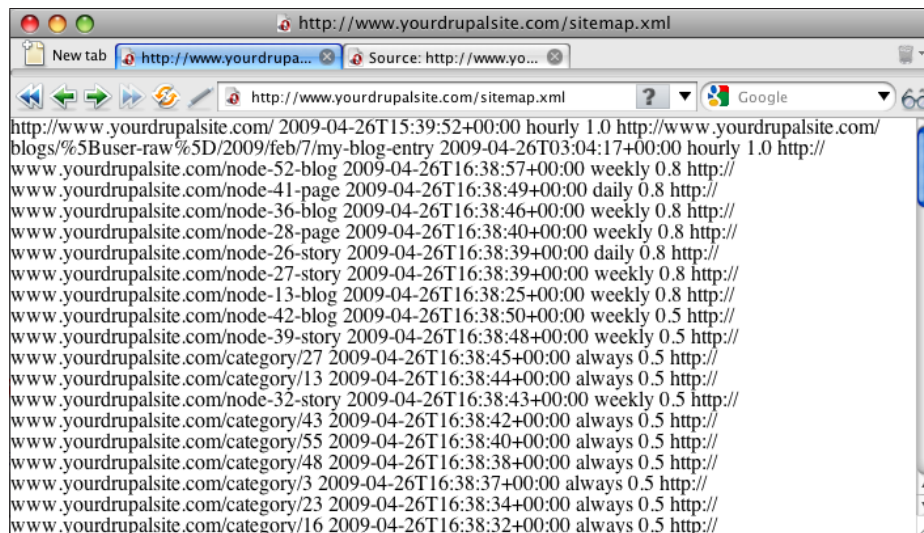 http://www.yourdrupalsite.com/sitemap.xml
New tab http://www.yourdrupa... Source: http://www.yo...
http://www.yourdrupalsite.com/sitemap.xml ? Google
http://www.yourdrupalsite.com/ 2009-04-26T15:39:52+00:00 hourly 1.0 http://www.yourdrupalsite.com/
blogs/%5Buser-raw%5D/2009/feb/7/my-blog-entry 2009-04-26T03:04:17+00:00 hourly 1.0 http://
www.yourdrupalsite.com/node-52-blog 2009-04-26T16:38:57+00:00 weekly 0.8 http://
www.yourdrupalsite.com/node-41-page 2009-04-26T16:38:49+00:00 daily 0.8 http://
www.yourdrupalsite.com/node-36-blog 2009-04-26T16:38:46+00:00 weekly 0.8 http://
www.yourdrupalsite.com/node-28-page 2009-04-26T16:38:40+00:00 weekly 0.8 http://
www.yourdrupalsite.com/node-26-story 2009-04-26T16:38:39+00:00 daily 0.8 http://
www.yourdrupalsite.com/node-27-story 2009-04-26T16:38:39+00:00 weekly 0.8 http://
www.yourdrupalsite.com/node-13-blog 2009-04-26T16:38:25+00:00 weekly 0.8 http://
www.yourdrupalsite.com/node-42-blog 2009-04-26T16:38:50+00:00 weekly 0.5 http://
www.yourdrupalsite.com/node-39-story 2009-04-26T16:38:48+00:00 weekly 0.5 http://
www.yourdrupalsite.com/category/27 2009-04-26T16:38:45+00:00 always 0.5 http://
www.yourdrupalsite.com/category/13 2009-04-26T16:38:44+00:00 always 0.5 http://
www.yourdrupalsite.com/node-32-story 2009-04-26T16:38:43+00:00 weekly 0.5 http://
www.yourdrupalsite.com/category/43 2009-04-26T16:38:42+00:00 always 0.5 http://
www.yourdrupalsite.com/category/55 2009-04-26T16:38:40+00:00 always 0.5 http://
www.yourdrupalsite.com/category/48 2009-04-26T16:38:38+00:00 always 0.5 http://
www.yourdrupalsite.com/category/3 2009-04-26T16:38:37+00:00 always 0.5 http://
www.yourdrupalsite.com/category/23 2009-04-26T16:38:34+00:00 always 0.5 http://
www.yourdrupalsite.com/category/16 2009-04-26T16:38:32+00:00 always 0.5 http://